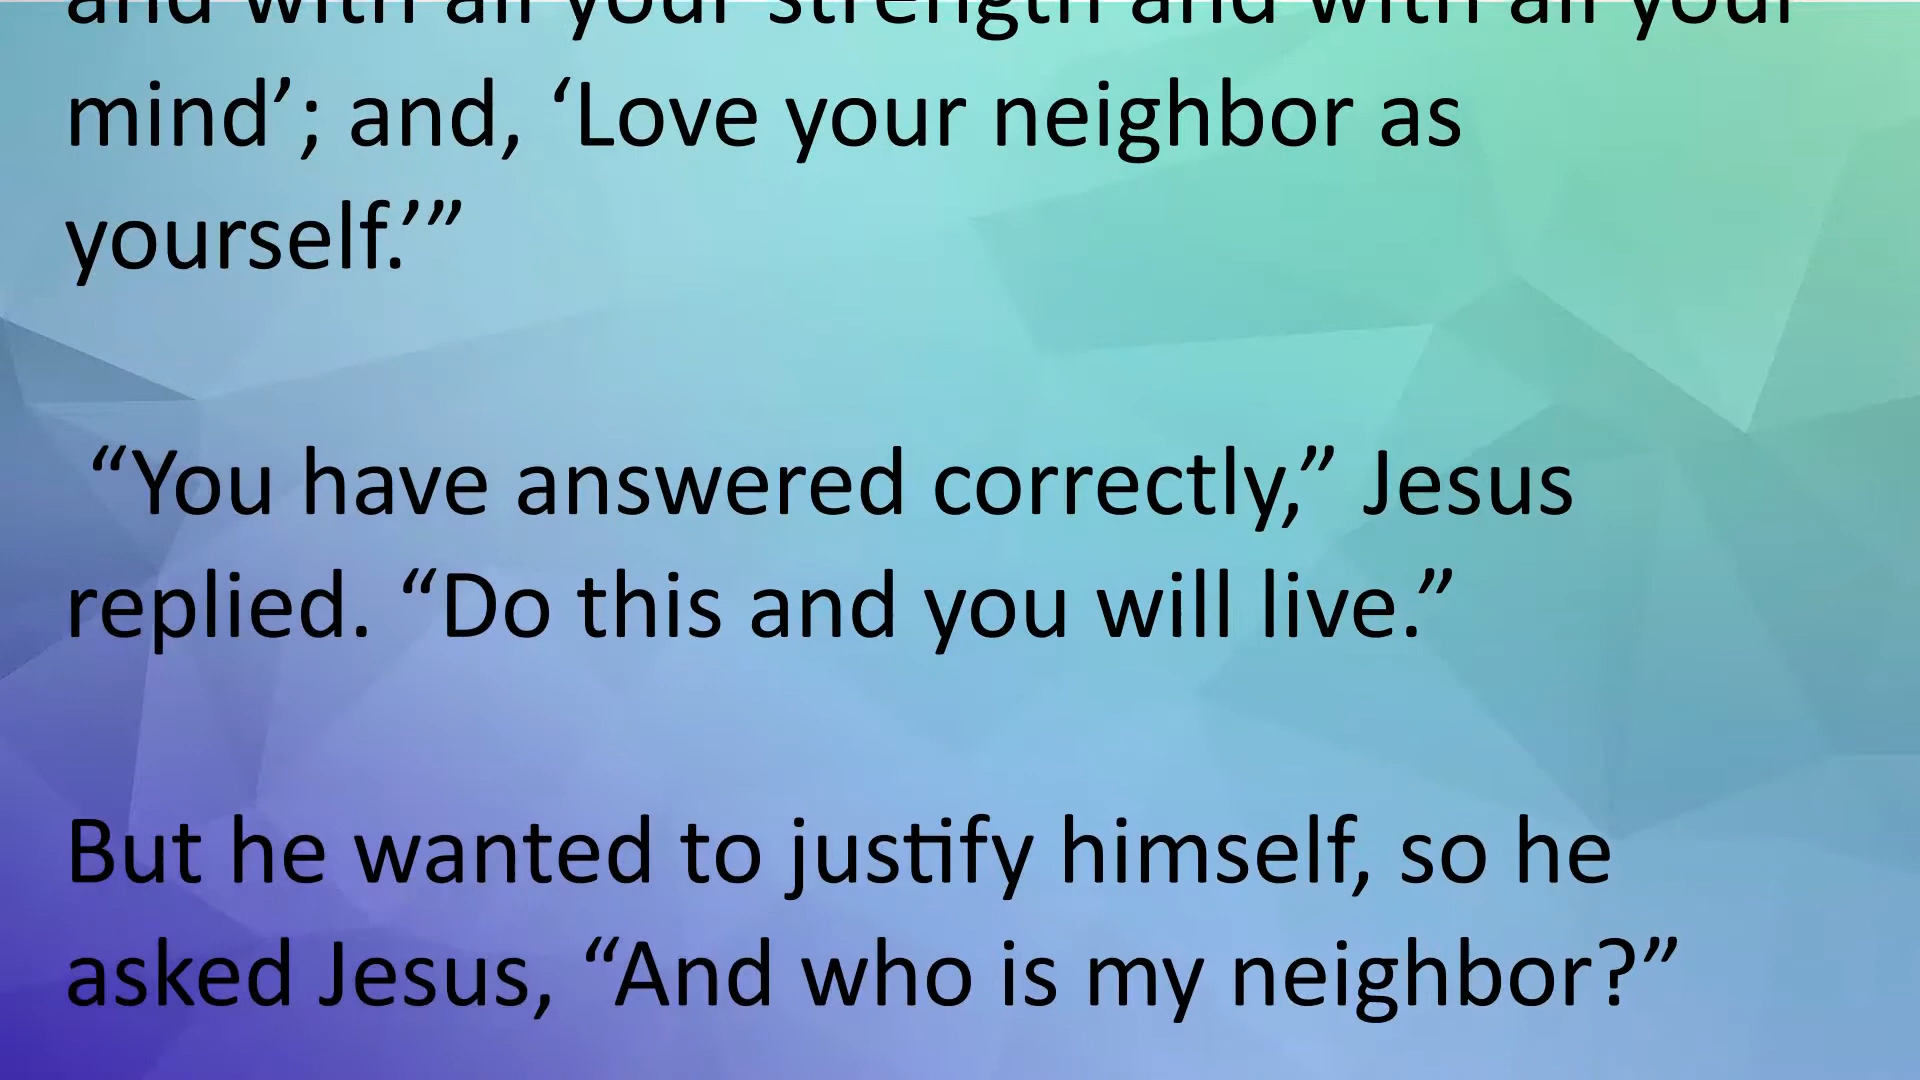 and with all your strength and with all your
mind’; and, ‘Love your neighbor as
yourself.’”
“You have answered correctly,” Jesus
replied. “Do this and you will live.”
But he wanted to justify himself, so he
asked Jesus, “And who is my neighbor?”